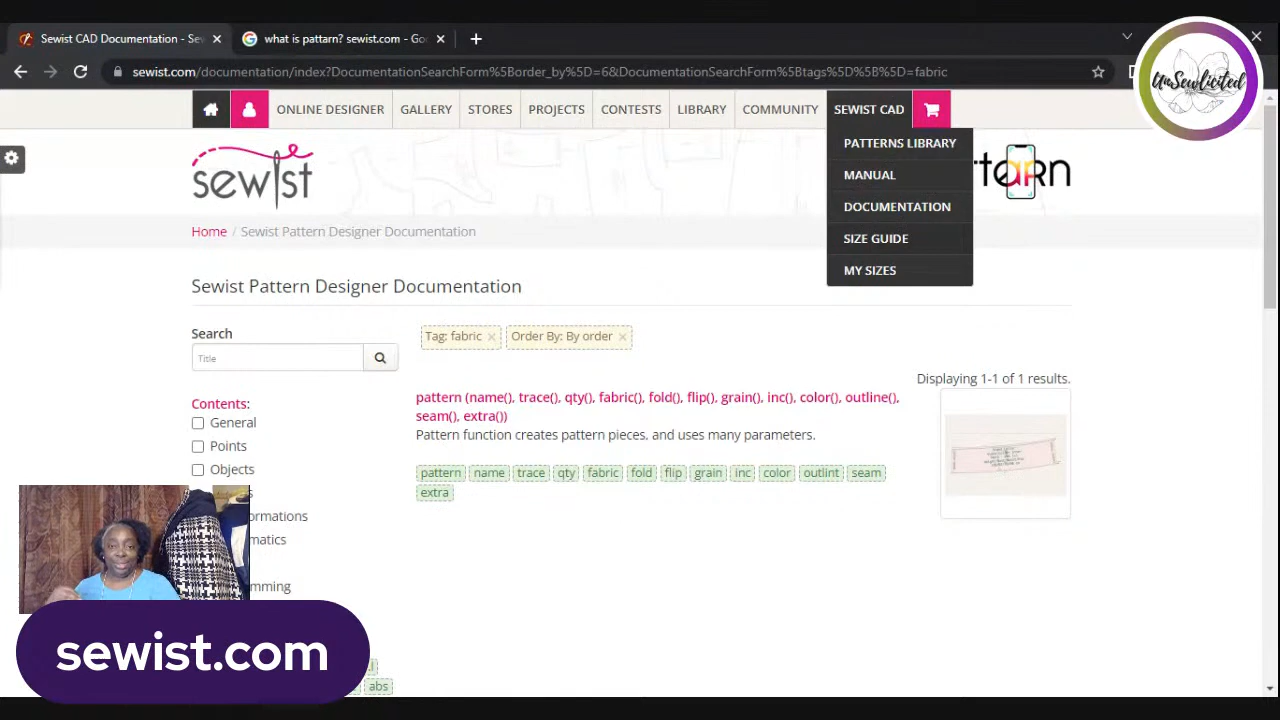 Sewist CAD Documentation - Sew
what is pattarn? sewist.com - Go
sewist.com/documentation/index?DocumentationSearchForm%5Border_by%5D=6&DocumentationSearchForm%5Btags%5D%5B%5D=fabric
UnSewlicited
ONLINE DESIGNER
GALLERY
STORES
PROJECTS
CONTESTS
LIBRARY
COMMUNITY
SEWIST CAD
PATTERNS LIBRARY
MANUAL
DOCUMENTATION
SIZE GUIDE
MY SIZES
sewist
ttarn
Home / Sewist Pattern Designer Documentation
Sewist Pattern Designer Documentation
Search
Title
Tag: fabric
Order By: By order
Displaying 1-1 of 1 results.
Contents:
General
Points
Objects
ormations
matics
mming
pattern (name(), trace(), qty(), fabric(), fold(), flip(), grain(), inc(), color(), outline(),
seam(), extra())
Pattern function creates pattern pieces, and uses many parameters.
pattern name trace qty fabric fold flip grain inc color outlint seam
extra
abs
sewist.com